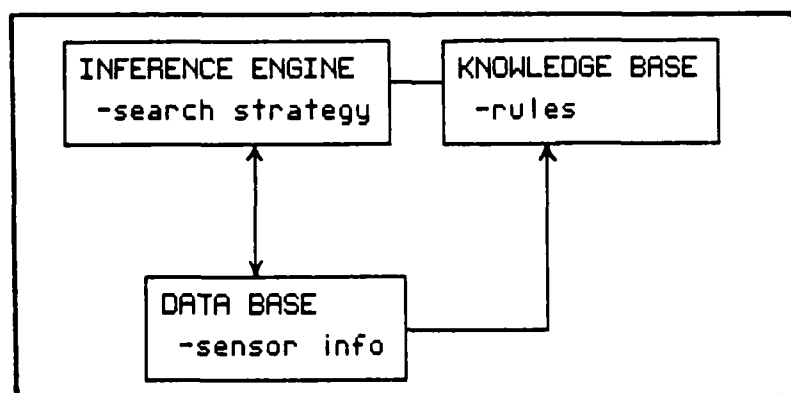 INFERENCE ENGINE
-search strategy
KNOWLEDGE BASE
-rules
DATA BASE
-sensor info